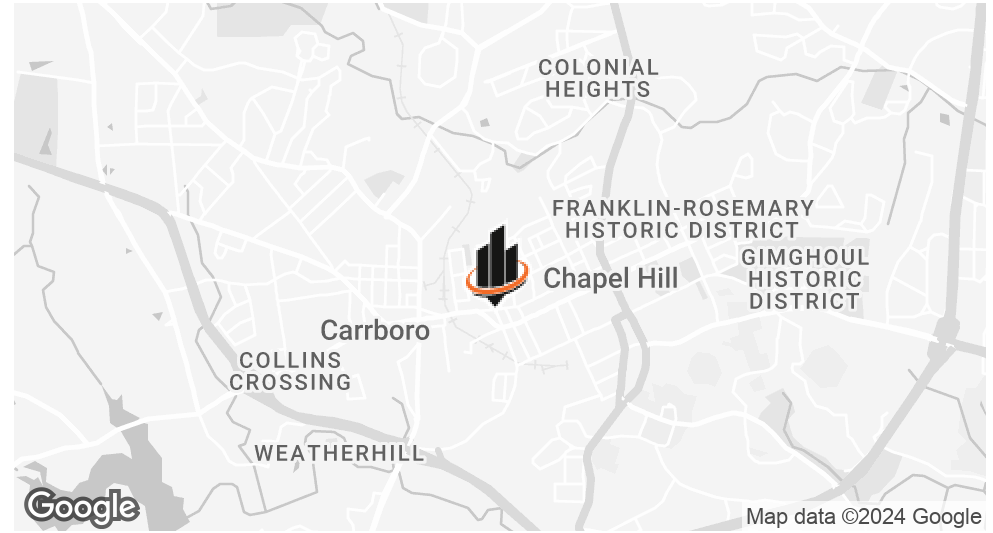 COLONIAL
HEIGHTS
FRANKLIN-ROSEMARY
HISTORIC DISTRICT
GIMGHOUL
HISTORIC
DISTRICT
Chapel Hill
Carrboro
COLLINS
CROSSING
WEATHERHILL
Google
Map data ©2024 Google